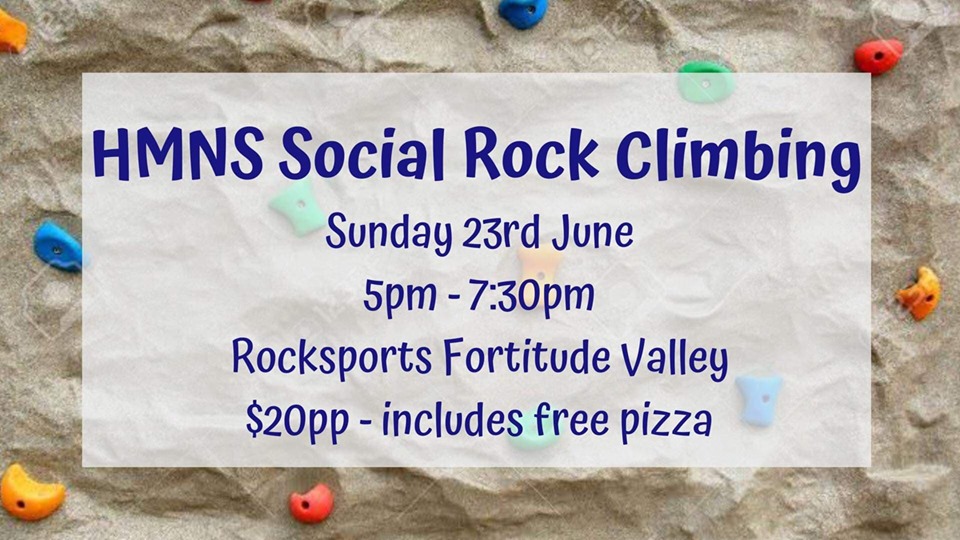 HMNS Social Rock Climbing
Sunday 23rd June
5pm - 7:30pm
Rocksports Fortitude Valley
$20pp - includes free pizza